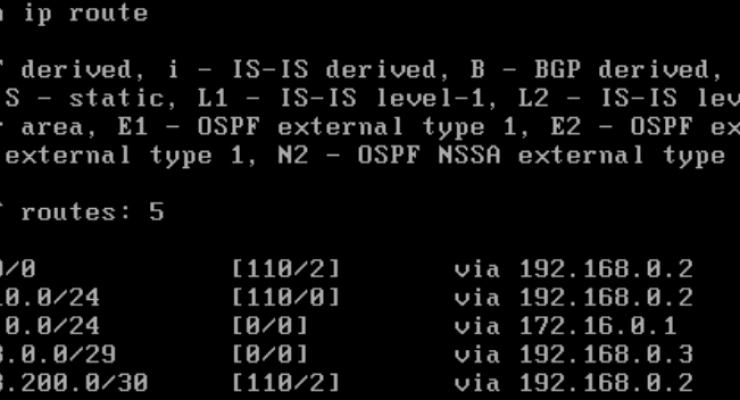 ip route
derived, i - IS-IS derived, B - BGP derived,
S - static, L1 - IS-IS level-1, L2 - IS-IS lev
area, E1 - OSPF external type 1, E2 - OSPF ex
external type 1, N2 - OSPF NSSA external type
routes: 5
0/0 [110/2] via 192.168.0.2
10.0/24 [110/0] via 192.168.0.2
.0.0/24 [0/0] via 172.16.0.1
.0.0/29 [0/0] via 192.168.0.3
.200.0/30 [110/2] via 192.168.0.2